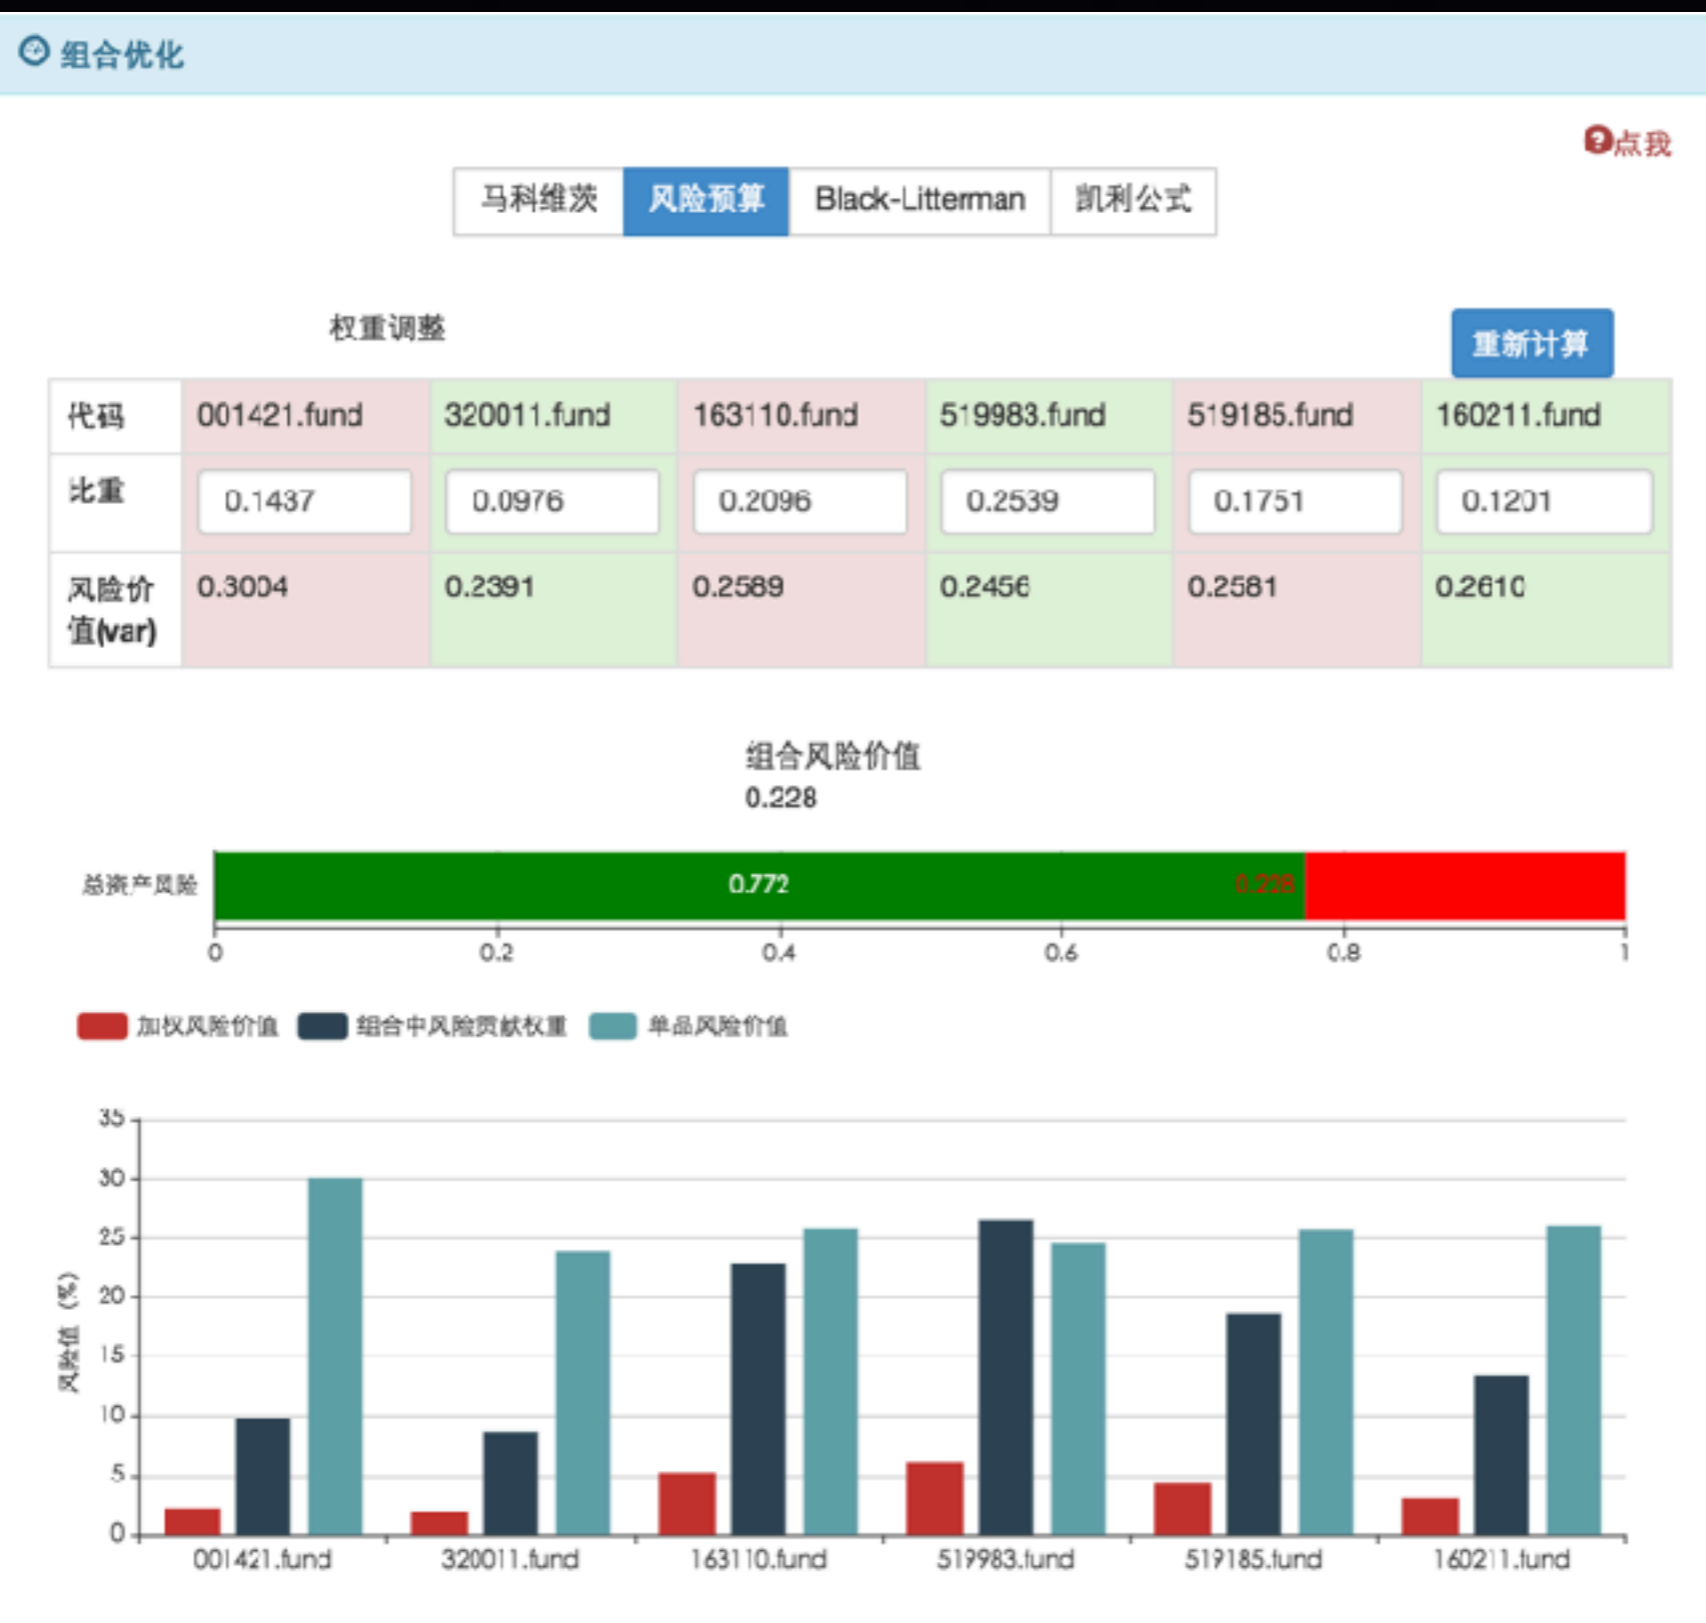 组合优化
点我
马科维茨 风险预算 Black-Litterman 凯利公式
权重调整 重新计算
代码 001421.fund 320011.fund 163110.fund 519983.fund 519185.fund 160211.fund
比重 0.1437 0.0976 0.2096 0.2539 0.1751 0.1201
风险价值(var) 0.3004 0.2391 0.2589 0.2456 0.2581 0.2610
组合风险价值
0.228
总资产风险 0.772 0.228
0 0.2 0.4 0.6 0.8 1
加权风险价值 组合中风险贡献权重 单品风险价值
风险值 (%)
35
30
25
20
15
10
5
0
001421.fund 320011.fund 163110.fund 519983.fund 519185.fund 160211.fund